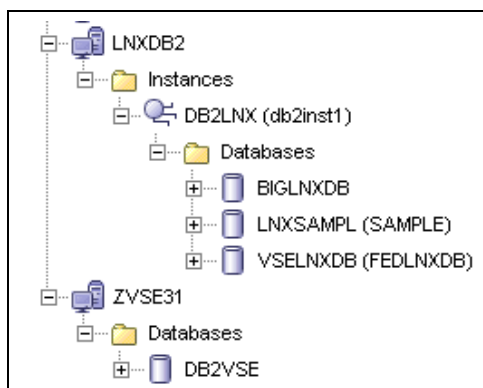 LNXDB2
Instances
DB2LNX (db2inst1)
Databases
BIGLNXDB
LNXSAMPL (SAMPLE)
VSELNXDB (FEDLNXDB)
ZVSE31
Databases
DB2VSE